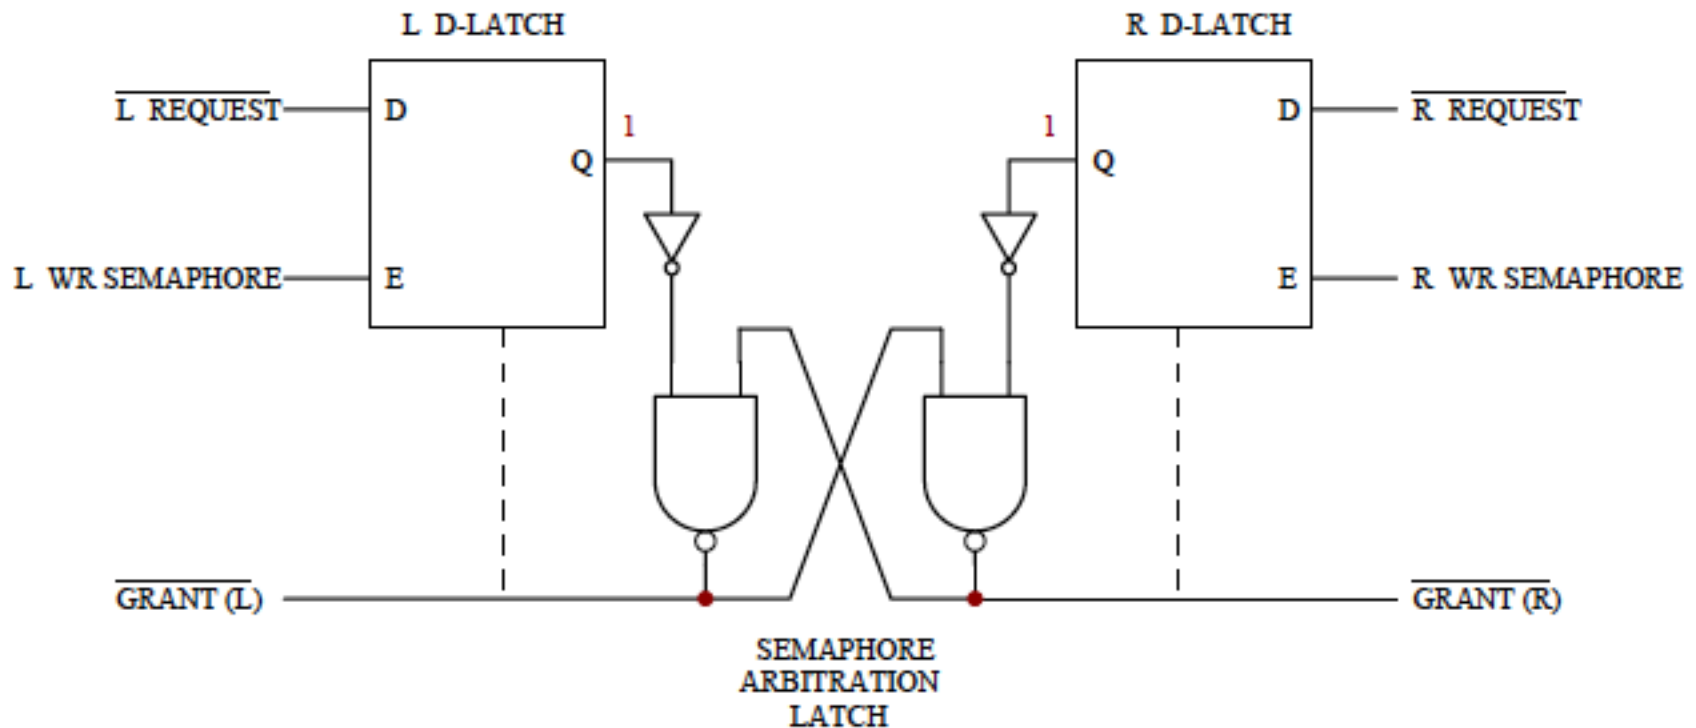 L D-LATCH
R D-LATCH
L REQUEST
D
1
1
D
R REQUEST
Q
Q
L WR SEMAPHORE
E
E
R WR SEMAPHORE
GRANT (L)
GRANT (R)
SEMAPHORE
ARBITRATION
LATCH